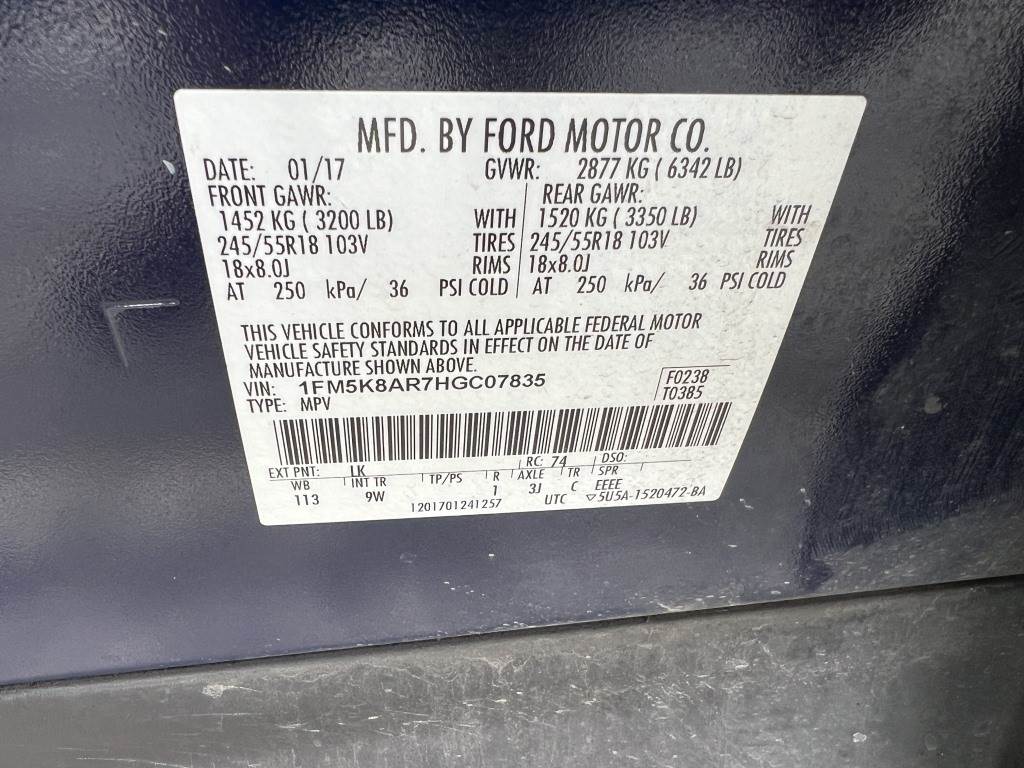 MFD. BY FORD MOTOR CO.
DATE: 01/17 GVWR: 2877 KG ( 6342 LB)
FRONT GAWR: REAR GAWR:
1452 KG ( 3200 LB) WITH 1520 KG ( 3350 LB) WITH
245/55R18 103V TIRES 245/55R18 103V TIRES
18x8.0J RIMS 18x8.0J RIMS
AT 250 kPa/ 36 PSI COLD AT 250 kPa/ 36 PSI COLD
THIS VEHICLE CONFORMS TO ALL APPLICABLE FEDERAL MOTOR
VEHICLE SAFETY STANDARDS IN EFFECT ON THE DATE OF
MANUFACTURE SHOWN ABOVE.
VIN: 1FM5K8AR7HGC07835 F0238
TYPE: MPV T0385
EXT PNT: LK RC: 74 DSO:
WB INT TR TP/PS R AXLE TR SPR
113 9W 1 3J C EEEE
1201701241257 UTC ▽5U5A-1520472-BA